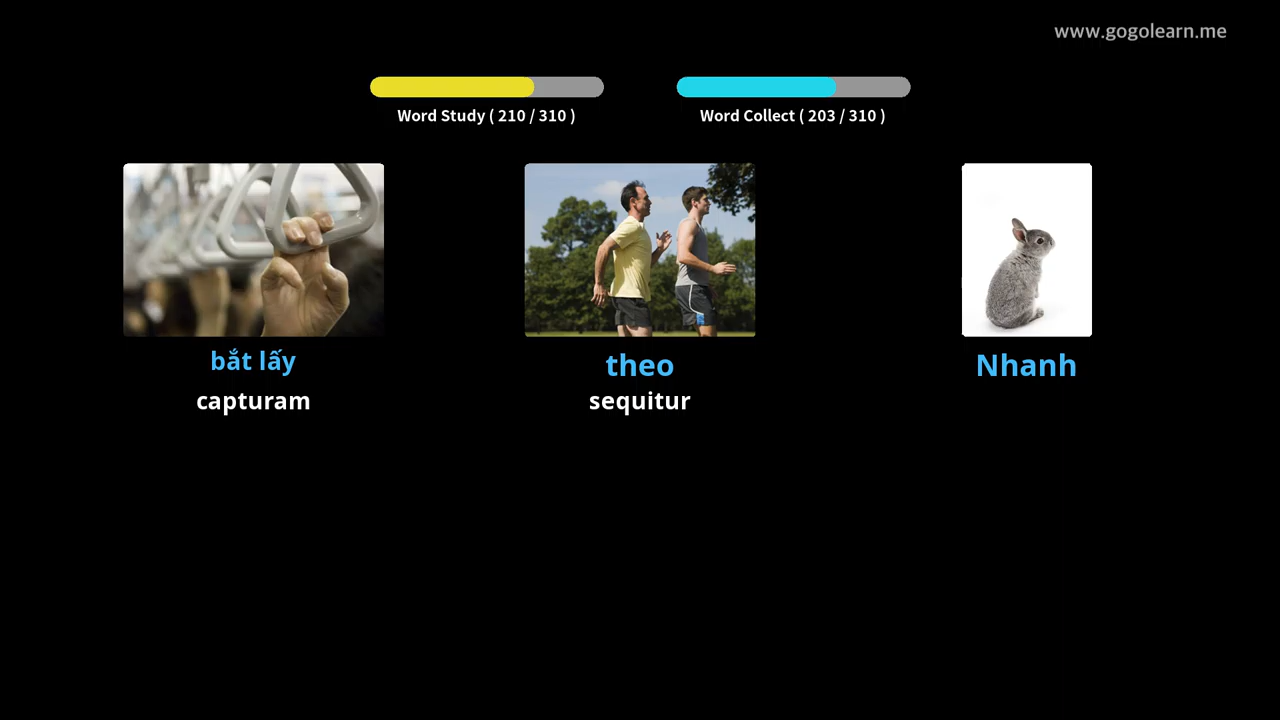 www.gogolearn.me
Word Study ( 210 / 310 )
Word Collect ( 203 / 310 )
bắt lấy
capturam
theo
sequitur
Nhanh